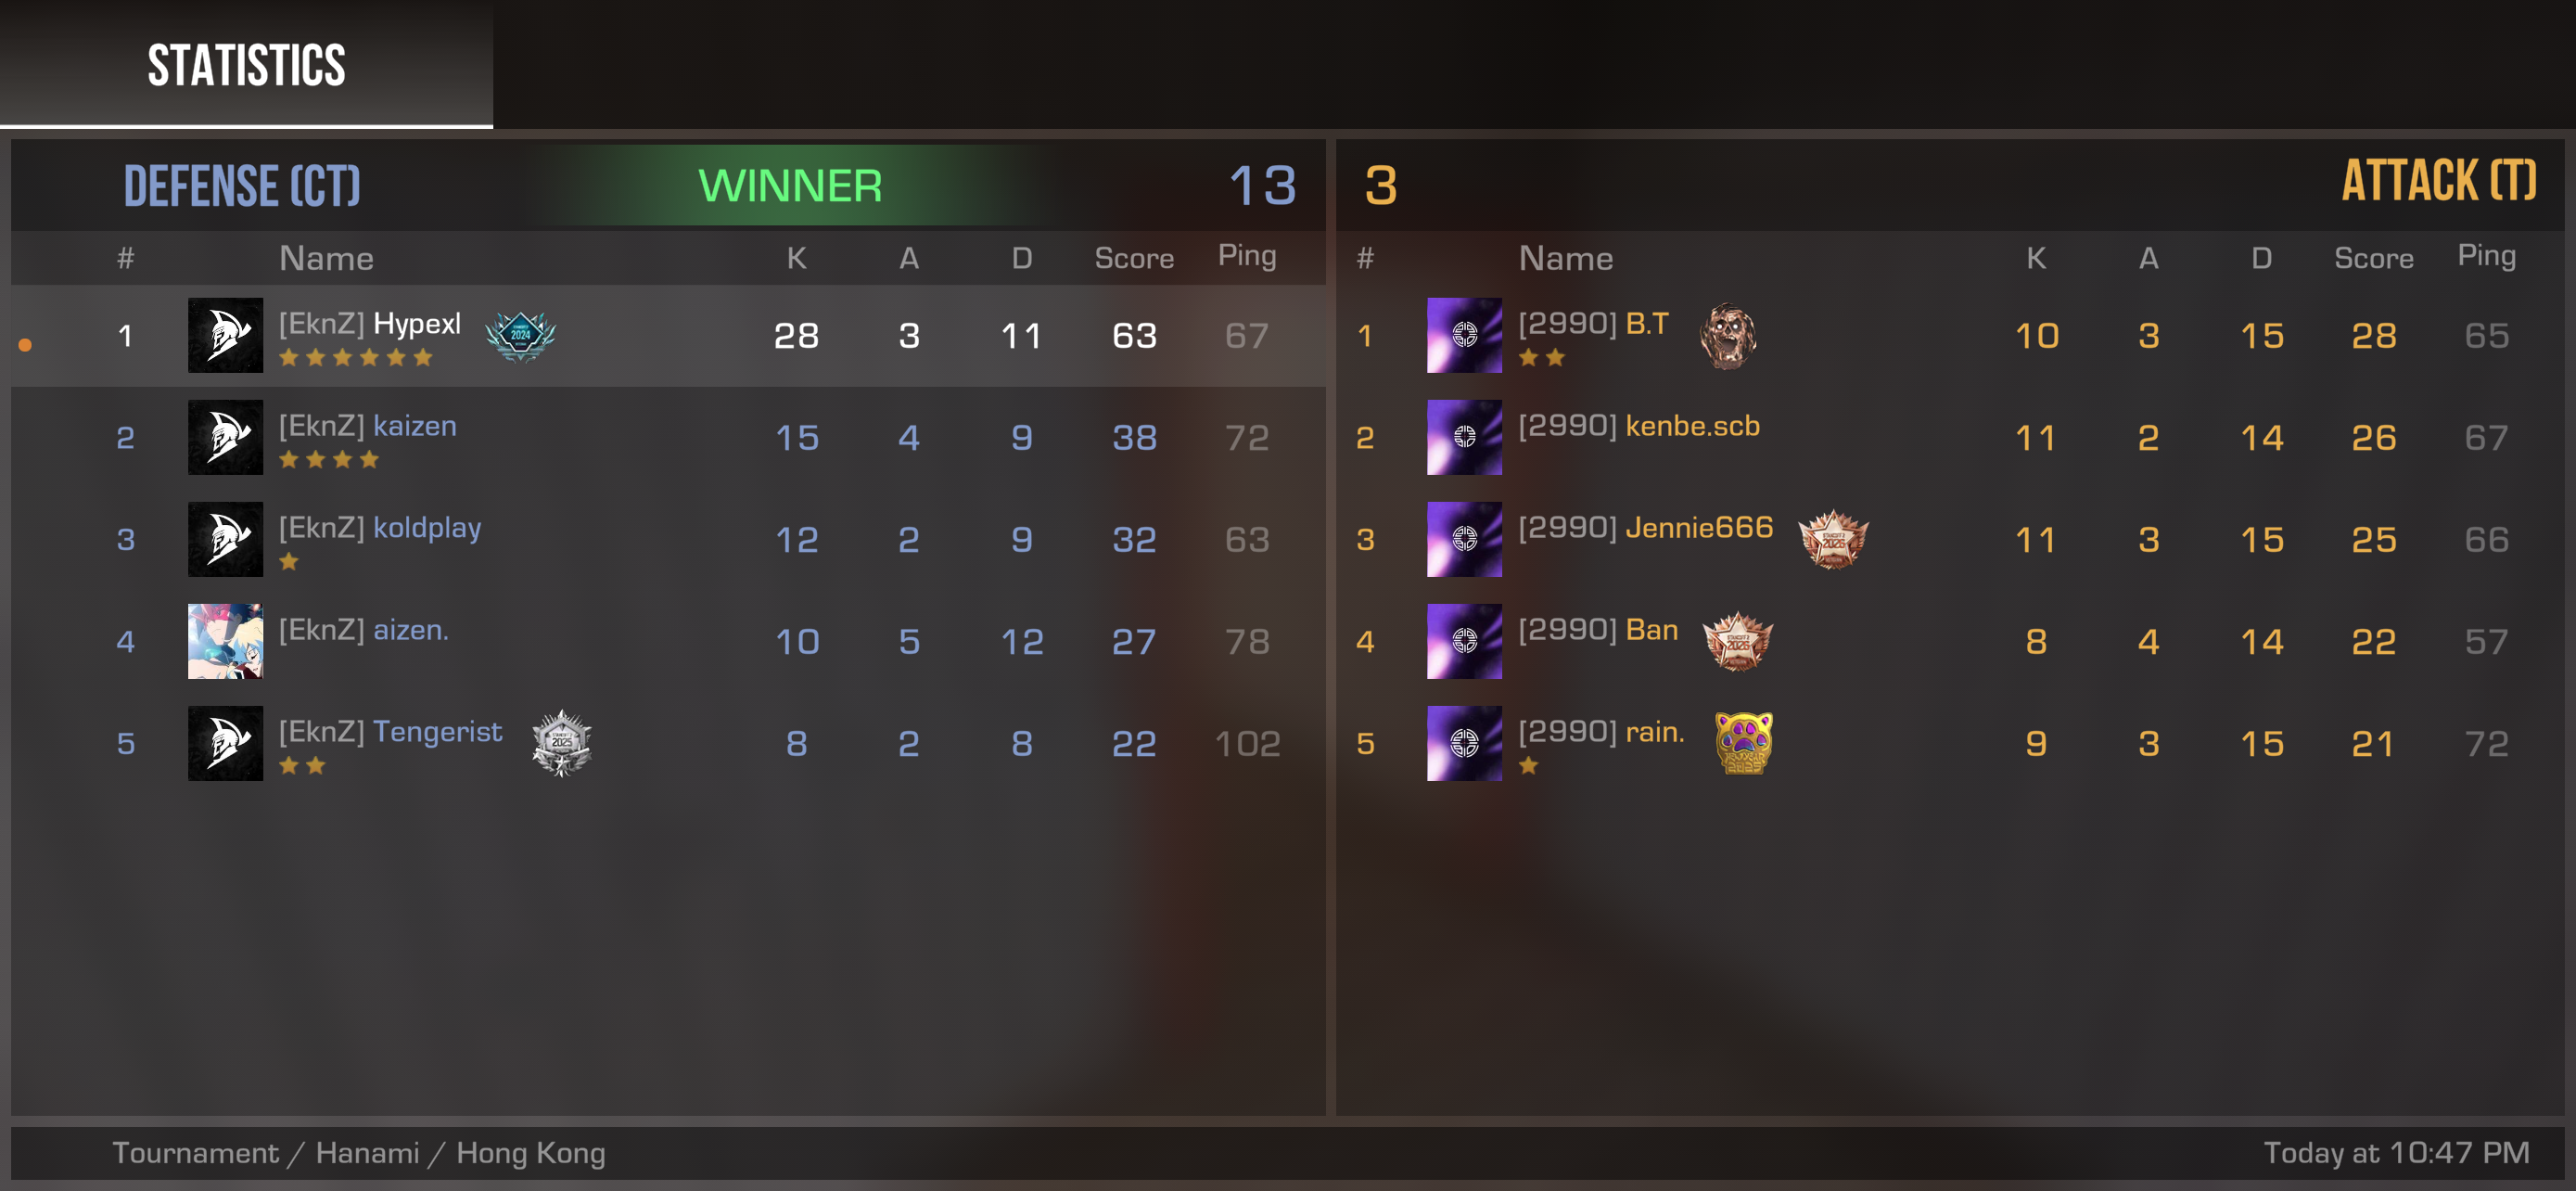 STATISTICS
DEFENSE (CT) WINNER 13
# Name K A D Score Ping
1 [EknZ] Hypexl 28 3 11 63 67
2 [EknZ] kaizen 15 4 9 38 72
3 [EknZ] koldplay 12 2 9 32 63
4 [EknZ] aizen. 10 5 12 27 78
5 [EknZ] Tengerist 8 2 8 22 102
3 ATTACK (T)
# Name K A D Score Ping
1 [2990] B.T 10 3 15 28 65
2 [2990] kenbe.scb 11 2 14 26 67
3 [2990] Jennie666 11 3 15 25 66
4 [2990] Ban 8 4 14 22 57
5 [2990] rain. 9 3 15 21 72
2024
2025
2026
2026
Tournament / Hanami / Hong Kong
Today at 10:47 PM